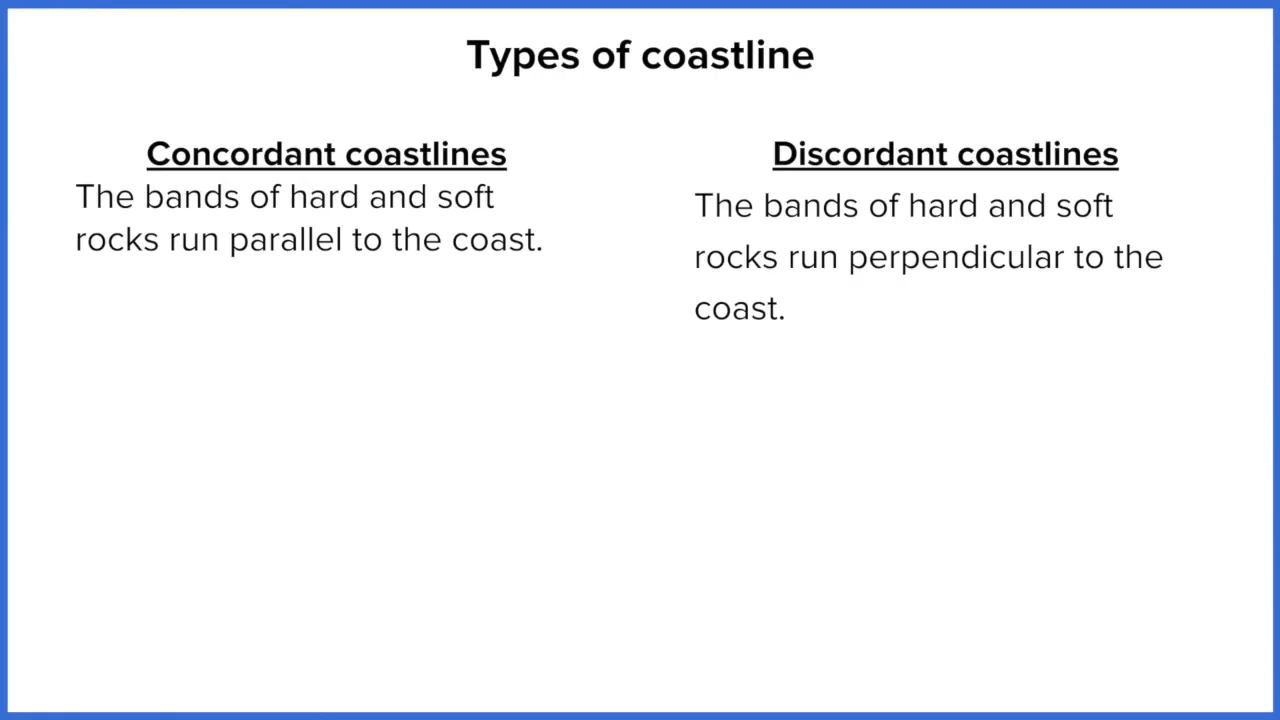 Types of coastline
Concordant coastlines
The bands of hard and soft
rocks run parallel to the coast.
Discordant coastlines
The bands of hard and soft
rocks run perpendicular to the
coast.